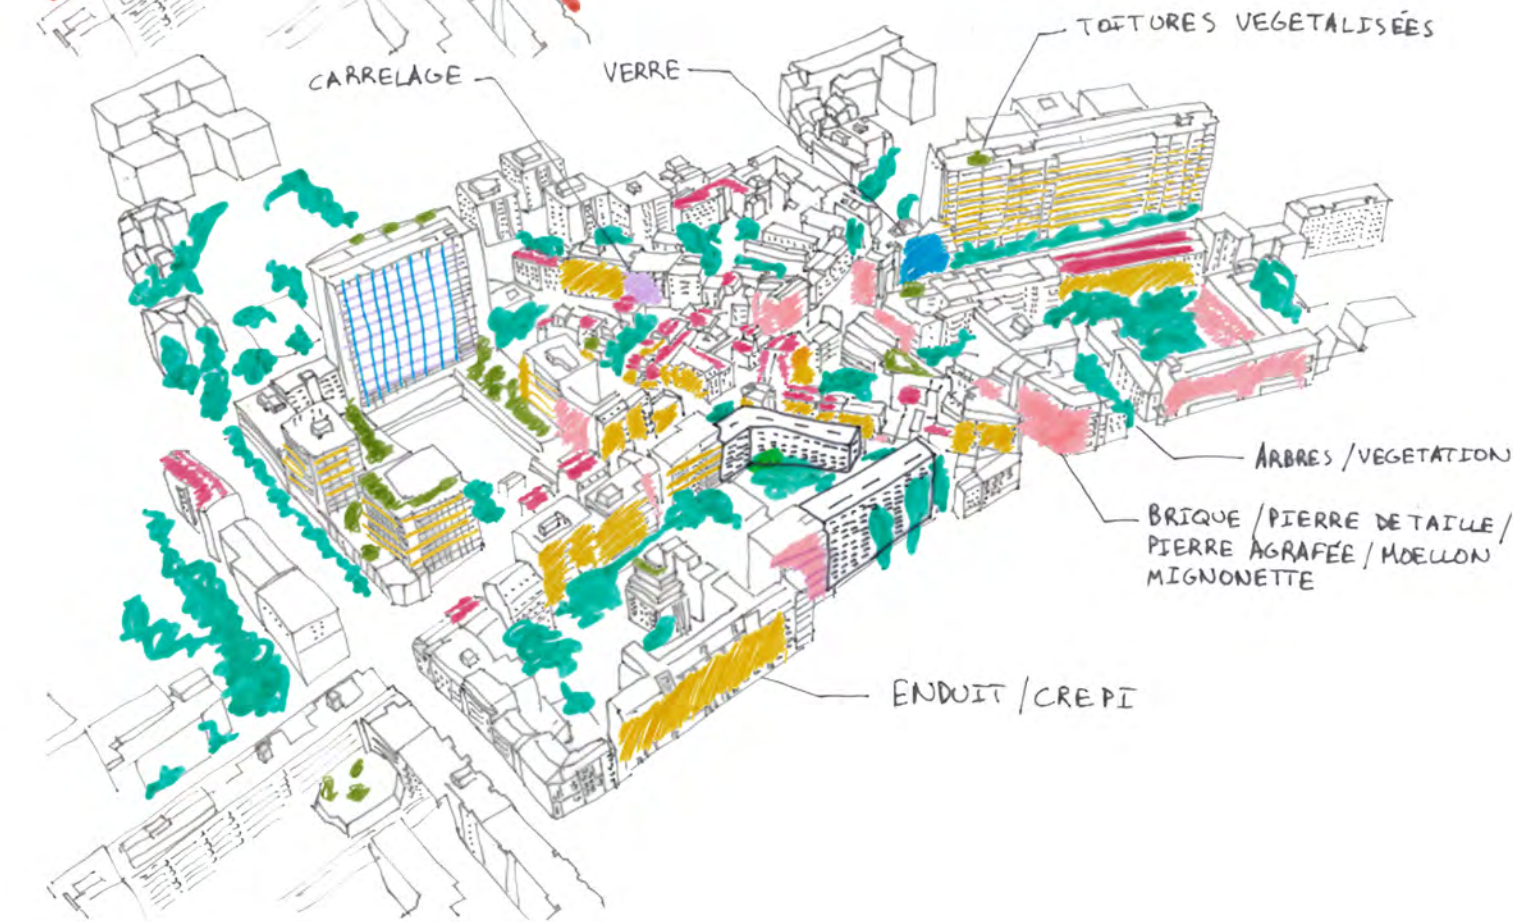 TOITURES VEGETALISÉES
CARRELAGE
VERRE
ARBRES / VEGETATION
BRIQUE / PIERRE DE TAILLE /
PIERRE AGRAFÉE / MOELLON
MIGNONETTE
ENDUIT / CREPI